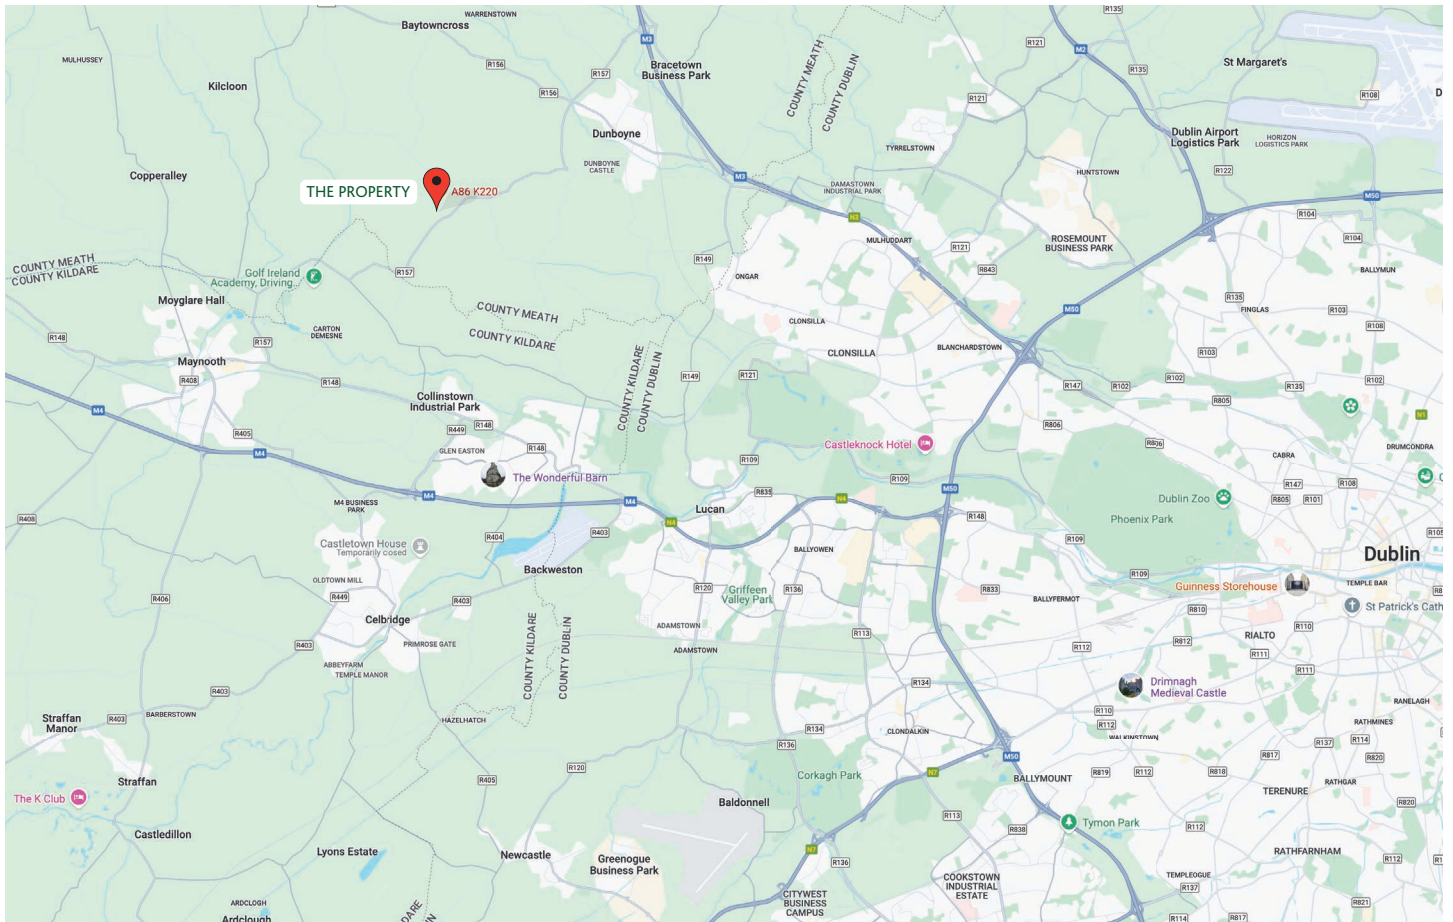 WARRENSTOWN
Baytowncross
R135
R121
M3
M2
MULHUSSEY
R156
R157
Bracetown
Business Park
COUNTY MEATH
COUNTY DUBLIN
R135
St Margaret's
Kilcloon
R156
R121
R108
D
Dunboyne
Dublin Airport
Logistics Park
HORIZON
LOGISTICS PARK
TYRRELSTOWN
DUNBOYNE
CASTLE
Copperalley
M3
HUNTSTOWN
R122
THE PROPERTY
A86 K220
DAMASTOWN
INDUSTRIAL PARK
M50
N3
R104
MULHUDDART
R121
ROSEMOUNT
BUSINESS PARK
R104
COUNTY MEATH
COUNTY KILDARE
Golf Ireland
Academy, Driving...
R157
R149
ONGAR
R843
BALLYMUN
Moyglare Hall
COUNTY MEATH
COUNTY KILDARE
R135
FINGLAS
R103
M50
CLONSILLA
R108
R148
CARTON
DEMESNE
R157
Maynooth
CLONSILLA
BLANCHARDSTOWN
R103
COUNTY KILDARE
COUNTY DUBLIN
R408
R148
R149
R121
R147
R102
R102
R135
R102
Collinstown
Industrial Park
R805
M4
R449
R148
R405
R806
N1
GLEN EASTON
R148
Castleknock Hotel
R806
DRUMCONDRA
M4
CABRA
The Wonderful Barn
R109
R109
R147
R108
M4
M4
R835
N4
M50
Dublin Zoo
R805
R101
M4 BUSINESS
PARK
Lucan
Phoenix Park
R408
N4
R148
R403
R404
R109
R105
Castletown House
Temporarily closed
BALLYOWEN
Dublin
Backweston
R109
OLDTOWN MILL
R449
R120
Griffeen
Valley Park
R136
R833
BALLYFERMOT
Guinness Storehouse
TEMPLE BAR
R406
R403
R810
St Patrick's Cath
Celbridge
ADAMSTOWN
R113
R110
RIALTO
R812
R403
PRIMROSE GATE
COUNTY KILDARE
COUNTY DUBLIN
ADAMSTOWN
R112
R111
ABBEYFARM
TEMPLE MANOR
R111
R134
Drimnagh
Medieval Castle
R403
RANELAGH
Straffan
Manor
R403
BARBERSTOWN
HAZELHATCH
R110
R112
RATHMINES
R134
CLONDALKIN
WALKINSTOWN
R136
R137
R114
M50
R817
R820
R120
R405
Corkagh Park
N7
BALLYMOUNT
R819
R112
R818
Straffan
RATHGAR
TERENURE
The K Club
Baldonnell
R820
R113
Tymon Park
Castledillon
R838
R112
N7
Lyons Estate
Newcastle
Greenogue
Business Park
R136
RATHFARNHAM
R112
COOKSTOWN
INDUSTRIAL
ESTATE
TEMPLEOGUE
R137
CITYWEST
BUSINESS
CAMPUS
ARDCLOGH
Ardclough
R821
R114
R817